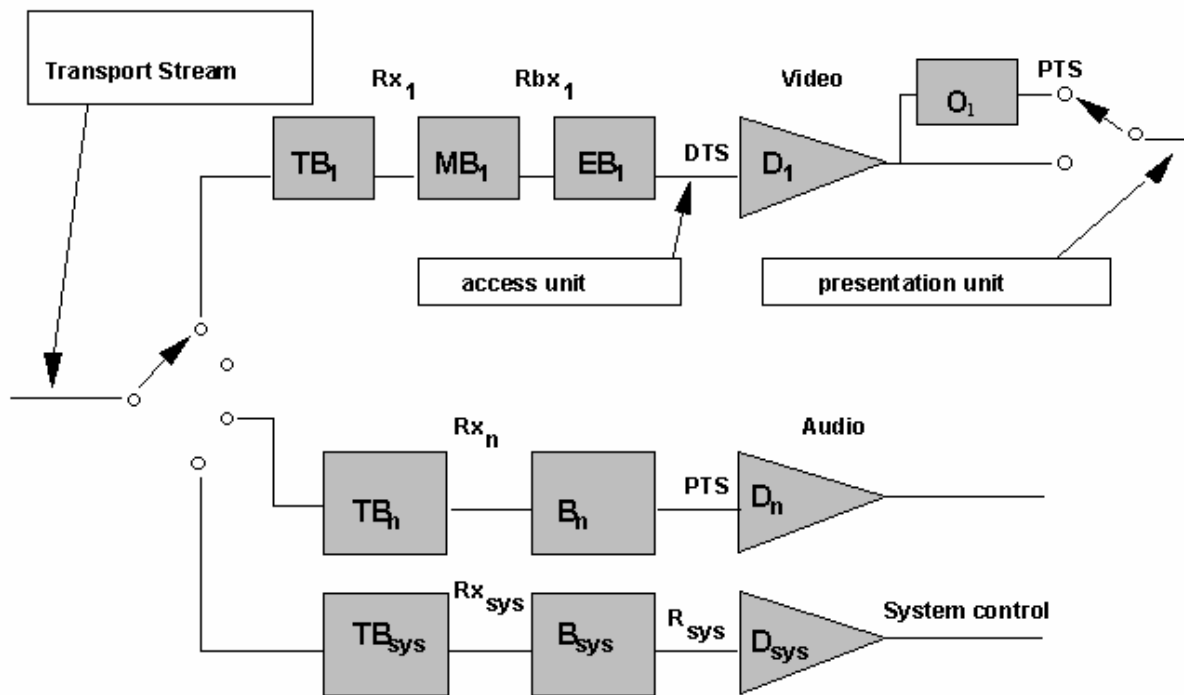 Transport Stream
Rx1
Rbx1
Video
PTS
O1
TB1
MB1
EB1
DTS
D1
access unit
presentation unit
Rxn
Audio
TBn
Bn
PTS
Dn
Rxsys
Rsys
System control
TBsys
Bsys
Dsys